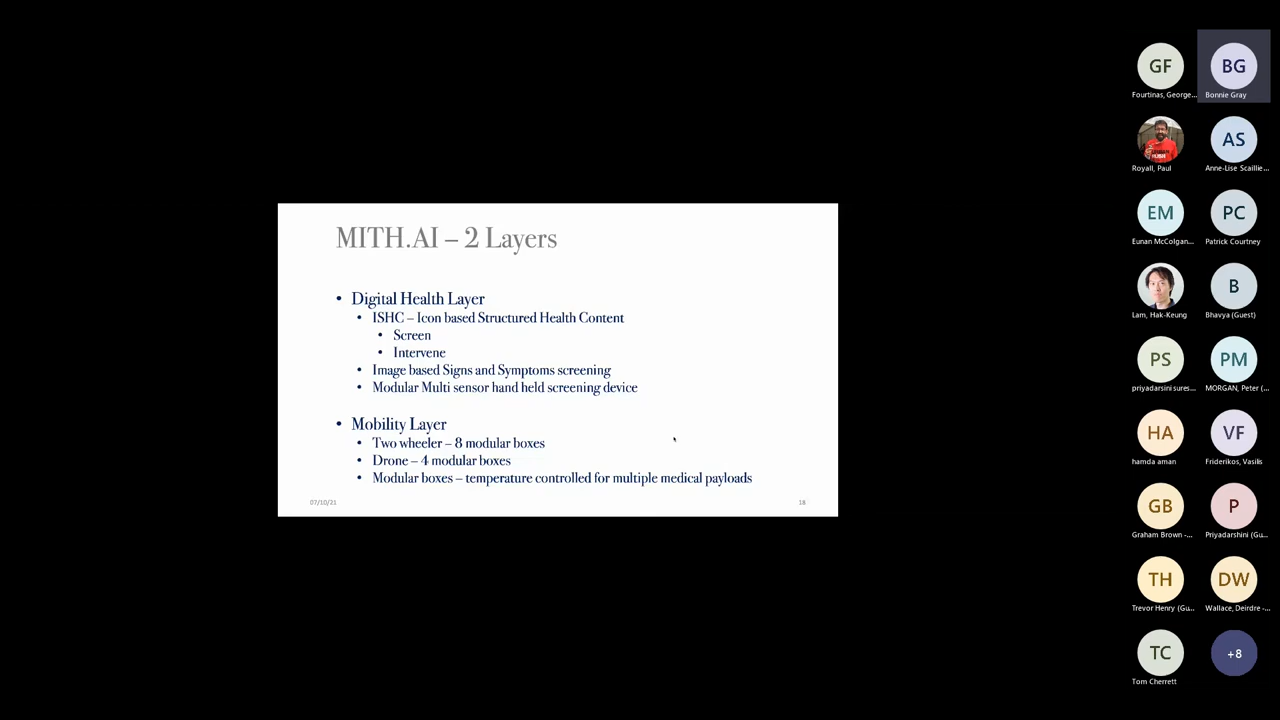 MITH.AI – 2 Layers
• Digital Health Layer
• ISHC – Icon based Structured Health Content
• Screen
• Intervene
• Image based Signs and Symptoms screening
• Modular Multi sensor hand held screening device
• Mobility Layer
• Two wheeler – 8 modular boxes
• Drone – 4 modular boxes
• Modular boxes – temperature controlled for multiple medical payloads
07/10/21
18
GF
BG
Fourtinas, George...
Bonnie Gray
AS
Royall, Paul
Anne-Lise Scaillie...
EM
PC
Eunan McColgan...
Patrick Courtney
B
Lam, Hak-Keung
Bhavya (Guest)
PS
PM
priyadarsini sures...
MORGAN, Peter (...
HA
VF
hamda aman
Friderikos, Vasilis
GB
P
Graham Brown -...
Priyadarshini (Gu...
TH
DW
Trevor Henry (Gu...
Wallace, Deirdre -...
TC
+8
Tom Cherrett